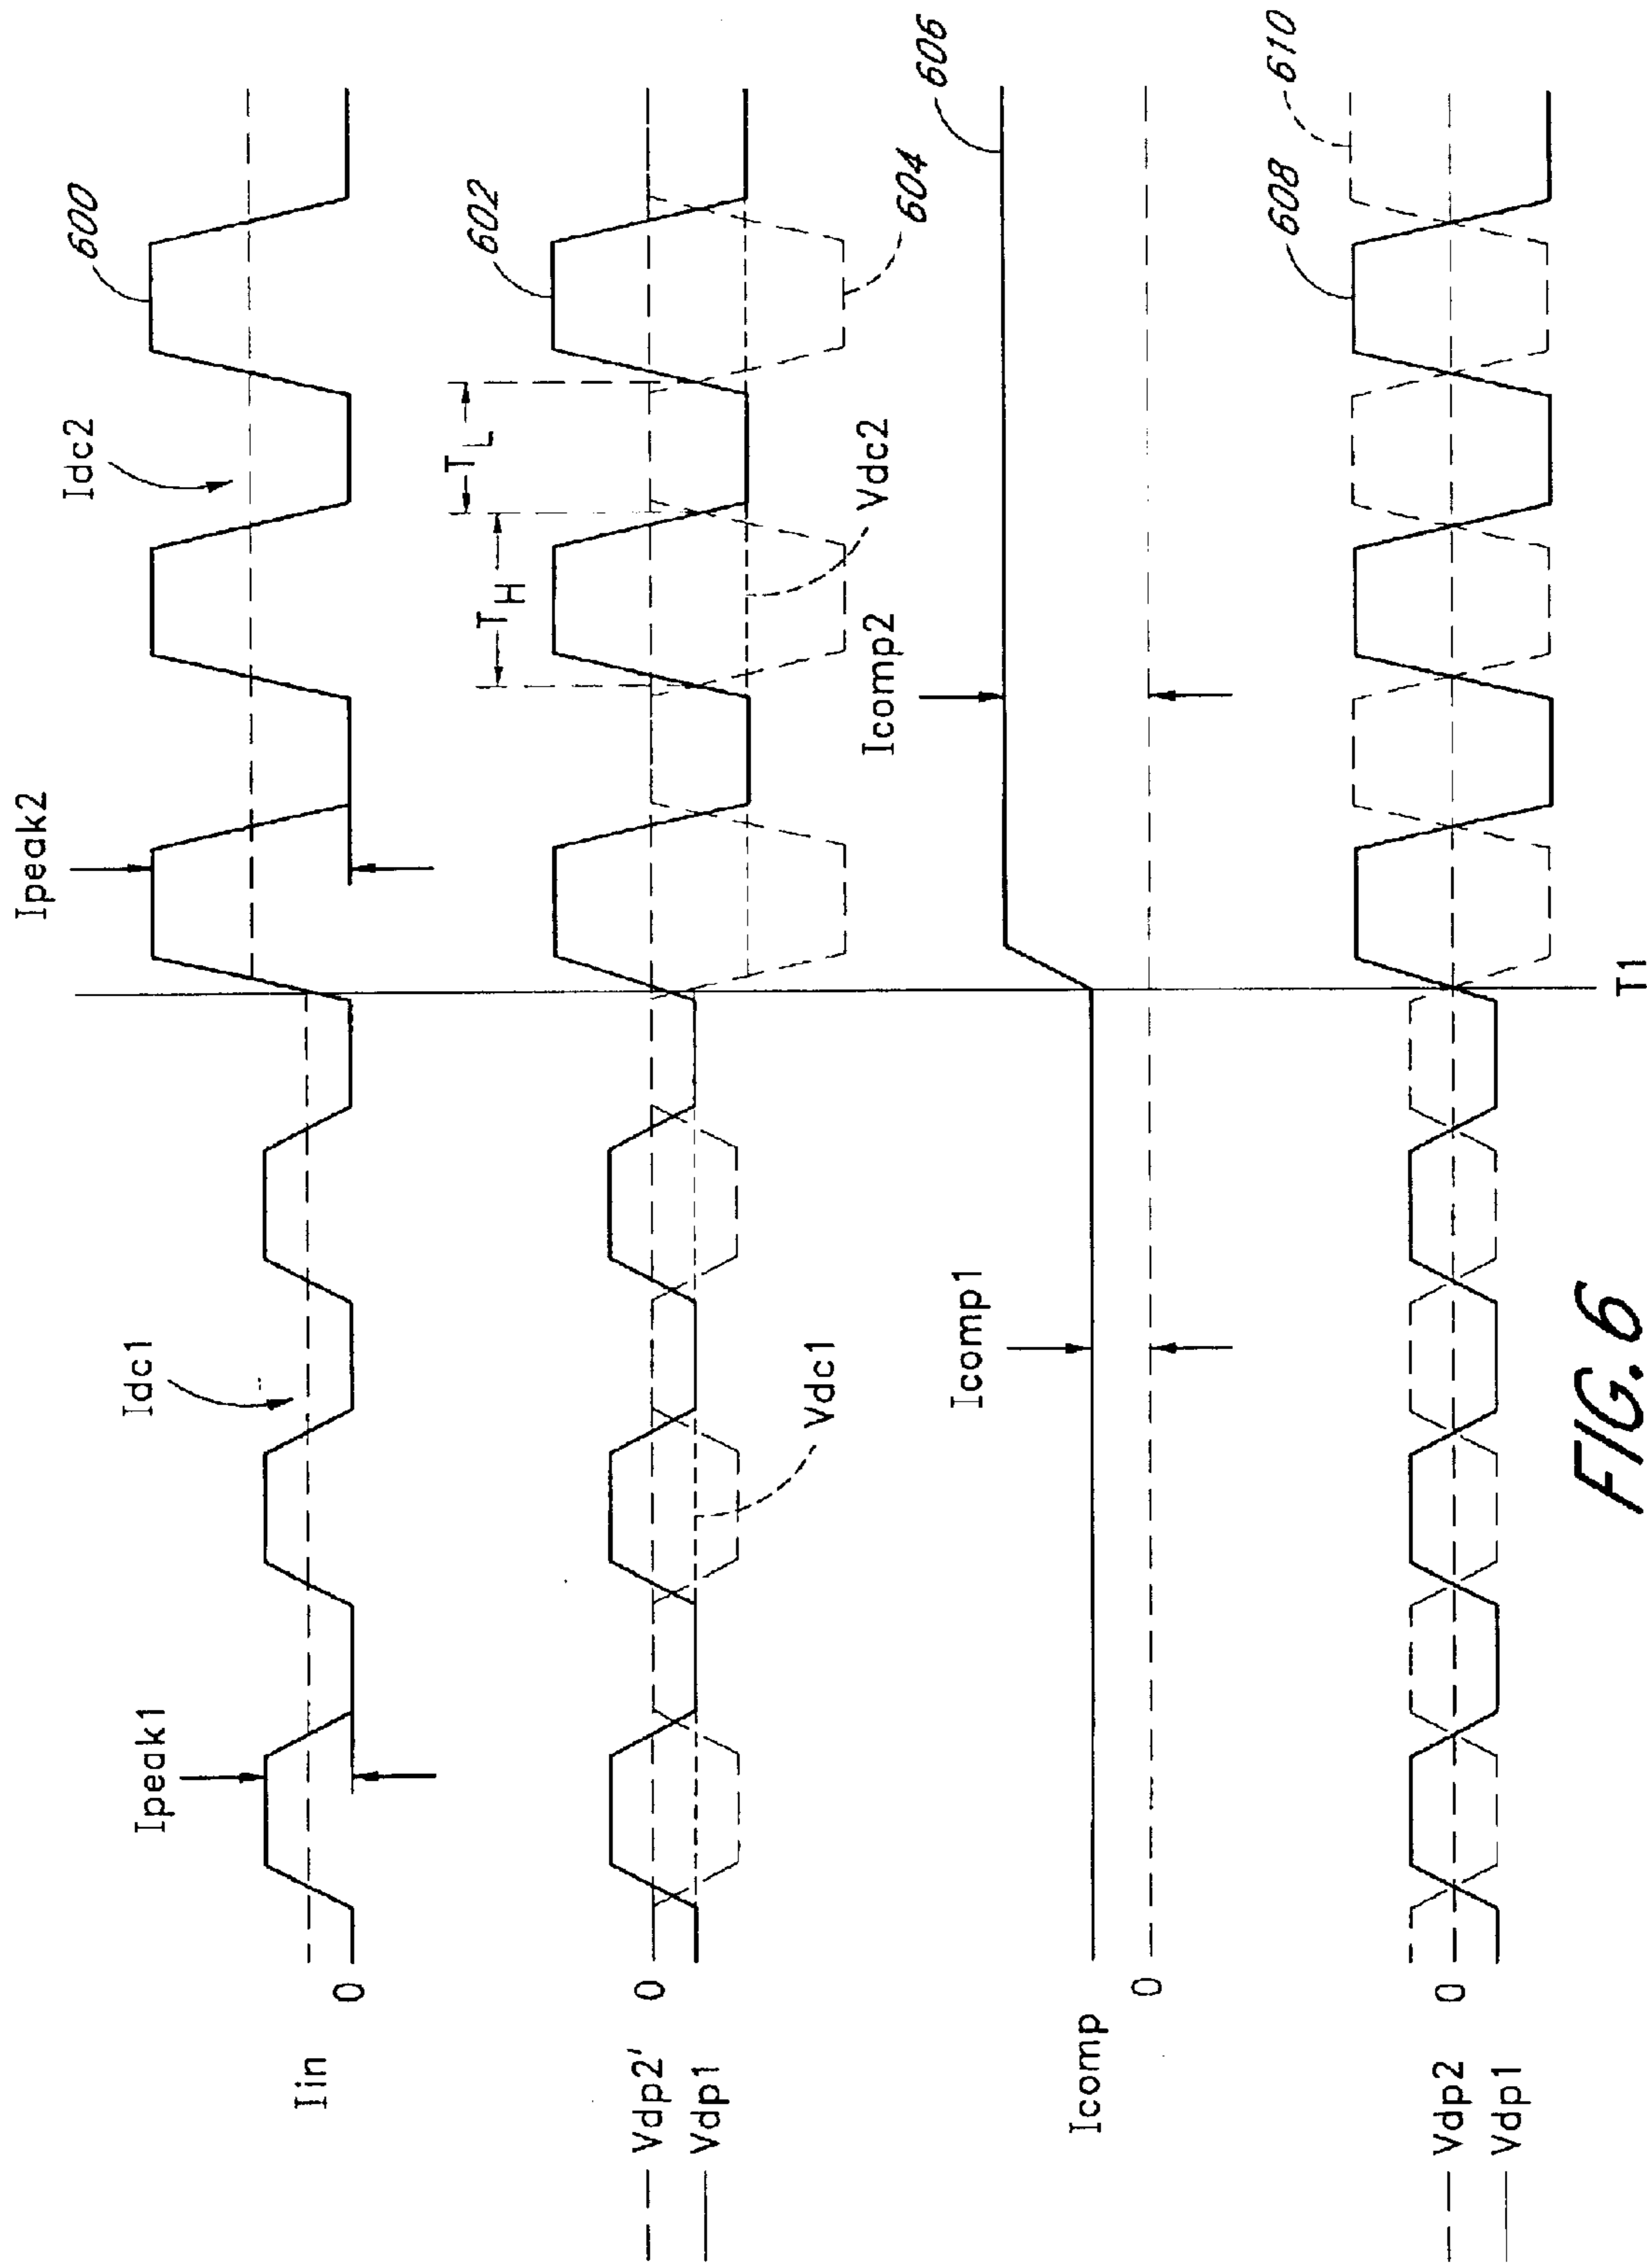 Ipeak1
Idc1
Ipeak2
Idc2
600
Iin
0
602
TH
TL
Vdp2'
Vdp1
0
Vdc1
Vdc2
604
Icomp1
Icomp2
606
Icomp
0
608
610
Vdp2
Vdp1
0
T1
FIG. 6